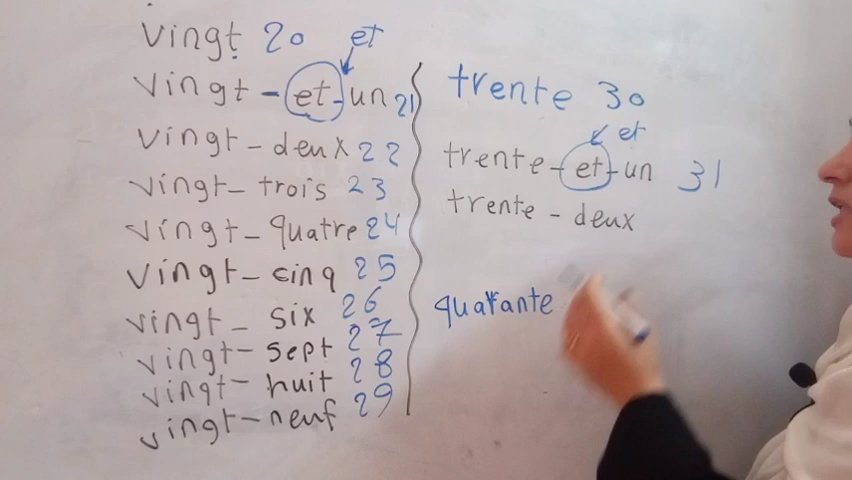 vingt 20 et
vingt-et-un 21
vingt-deux 22
vingt-trois 23
vingt-quatre 24
vingt-cinq 25
vingt-six 26
vingt-sept 27
vingt-huit 28
vingt-neuf 29
trente 30
et
trente-et-un 31
trente-deux
quarante